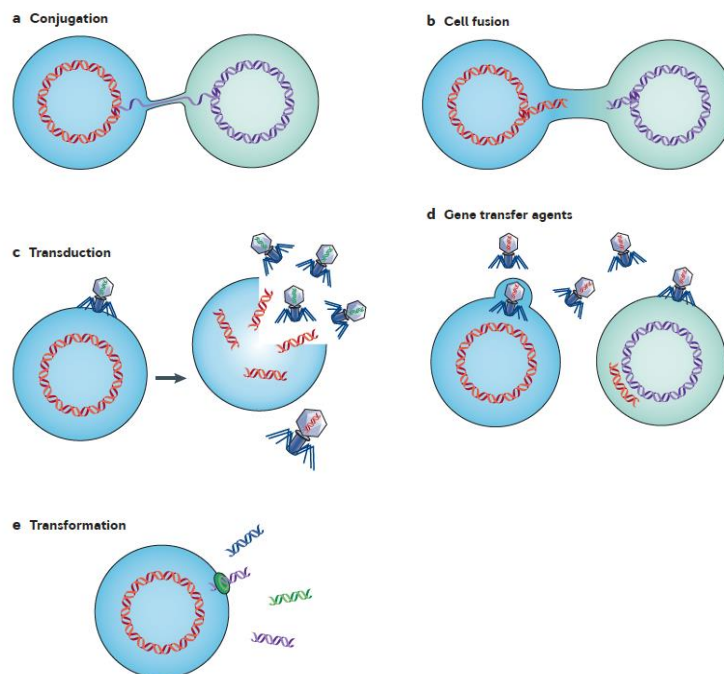 a Conjugation
b Cell fusion
c Transduction
d Gene transfer agents
e Transformation